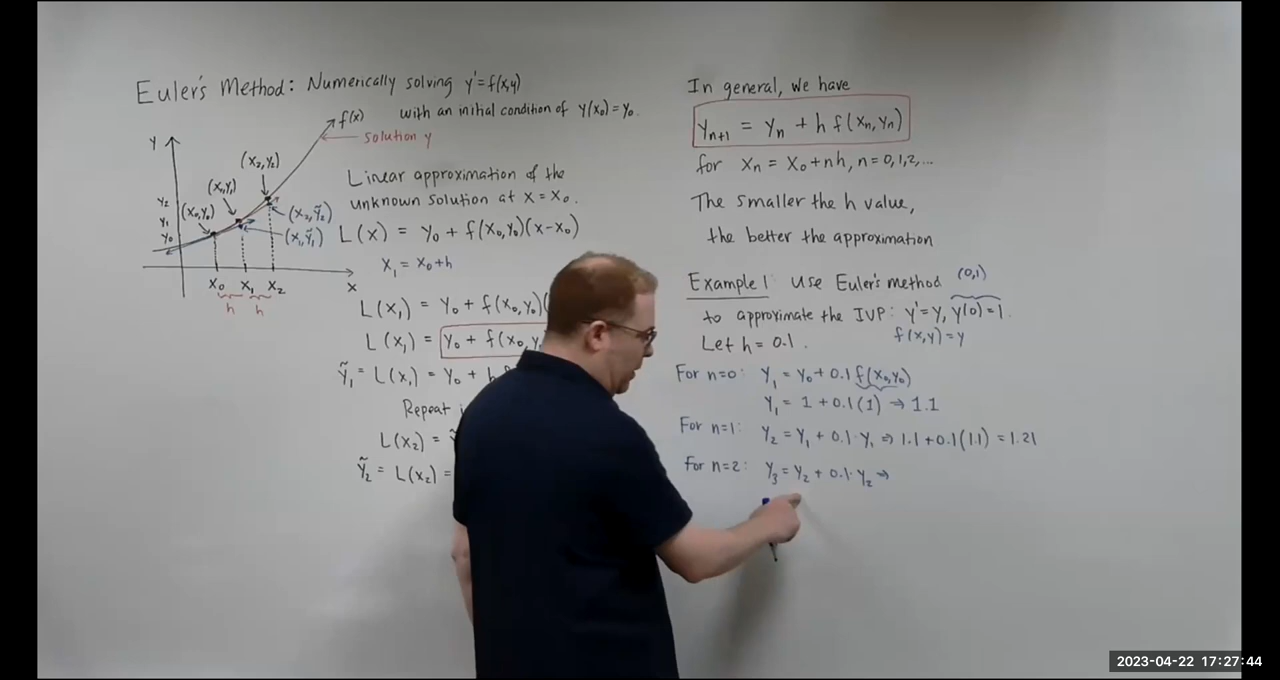 Euler's Method: Numerically solving y'=f(x,y)
with an initial condition of y(x₀)=y₀.
f(x)
solution y
y
(x₂,y₂)
(x₁,y₁)
(x₀,y₀)
y₂
y₁
y₀
(x₂,ỹ₂)
(x₁,ỹ₁)
x₀ x₁ x₂ x
h h
Linear approximation of the
unknown solution at x=x₀.
L(x) = y₀ + f(x₀,y₀)(x-x₀)
x₁ = x₀+h
L(x₁) = y₀ + f(x₀,y₀)(
L(x₁) = y₀ + f(x₀,y₀
ỹ₁ = L(x₁) = y₀ + h
Repeat
L(x₂) =
ỹ₂ = L(x₂) =
In general, we have
yₙ₊₁ = yₙ + h f(xₙ,yₙ)
for xₙ = x₀+nh, n=0,1,2,...
The smaller the h value,
the better the approximation
Example 1: Use Euler's method (0,1)
to approximate the IVP: y'=y, y(0)=1.
Let h=0.1. f(x,y)=y
For n=0: y₁ = y₀+0.1 f(x₀,y₀)
y₁ = 1 + 0.1(1) ⇒ 1.1
For n=1: y₂ = y₁ + 0.1·y₁ ⇒ 1.1+0.1(1.1) = 1.21
For n=2: y₃ = y₂ + 0.1·y₂ ⇒
2023-04-22 17:27:44